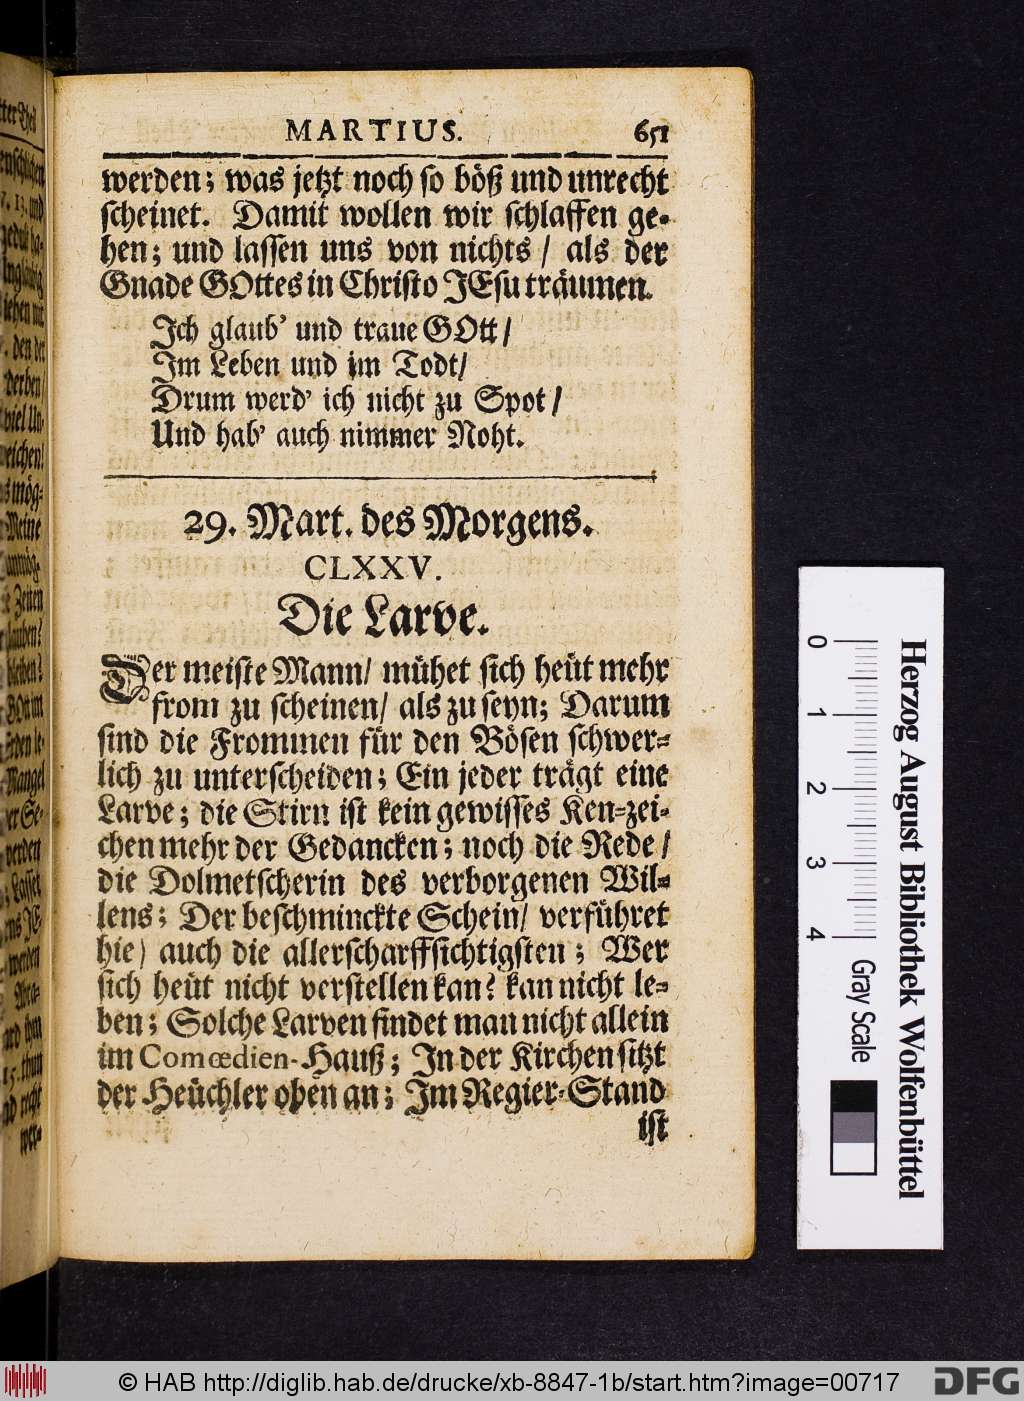 MARTIUS. 651
werden; was jetzt noch so böß und unrecht
scheinet. Damit wollen wir schlaffen ge-
hen; und lassen uns von nichts / als der
Gnade GOttes in Christo JEsu träumen.
Ich glaub' und traue GOtt /
Im Leben und im Todt /
Drum werd' ich nicht zu Spot /
Und hab' auch nimmer Noht.
29. Mart. des Morgens.
CLXXV.
Die Larve.
Der meiste Mann / mühet sich heüt mehr
from zu scheinen / als zu seyn; Darum
sind die Frommen für den Bösen schwer-
lich zu unterscheiden; Ein jeder trägt eine
Larve; die Stirn ist kein gewisses Ken-zei-
chen mehr der Gedancken; noch die Rede /
die Dolmetscherin des verborgenen Wil-
lens; Der beschminckte Schein / verführet
hie / auch die allerscharffsichtigsten; Wer
sich heüt nicht verstellen kan? kan nicht le-
ben; Solche Larven findet man nicht allein
im Comœdien-Hauß; In der Kirchen sitzt
der Heüchler oben an; Im Regier-Stand
ist
0 1 2 3 4
Gray Scale
Herzog August Bibliothek Wolfenbüttel
© HAB http://diglib.hab.de/drucke/xb-8847-1b/start.htm?image=00717
DFG